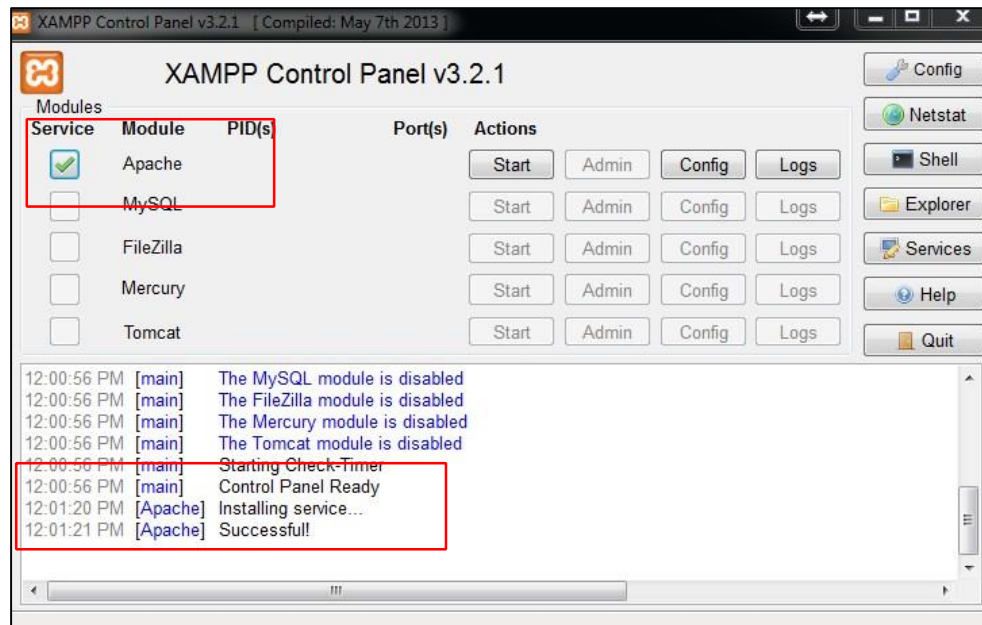 XAMPP Control Panel v3.2.1 [ Compiled: May 7th 2013 ]
XAMPP Control Panel v3.2.1
Config
Modules
Service Module PID(s) Port(s) Actions
Netstat
Apache Start Admin Config Logs
Shell
MySQL Start Admin Config Logs
Explorer
FileZilla Start Admin Config Logs
Services
Mercury Start Admin Config Logs
Help
Tomcat Start Admin Config Logs
Quit
12:00:56 PM [main] The MySQL module is disabled
12:00:56 PM [main] The FileZilla module is disabled
12:00:56 PM [main] The Mercury module is disabled
12:00:56 PM [main] The Tomcat module is disabled
12:00:56 PM [main] Starting Check-Timer
12:00:56 PM [main] Control Panel Ready
12:01:20 PM [Apache] Installing service...
12:01:21 PM [Apache] Successful!